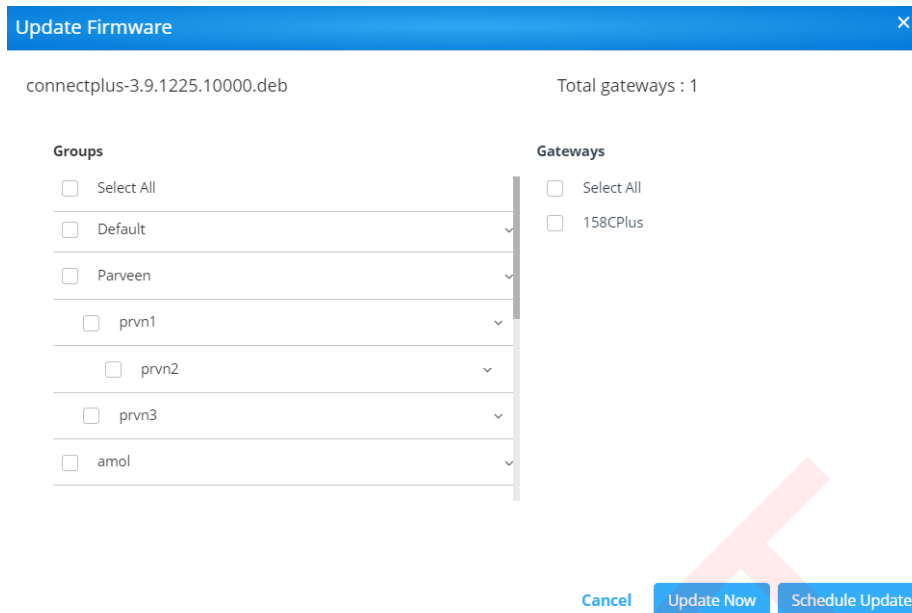 Update Firmware
×
connectplus-3.9.1225.10000.deb
Total gateways : 1
Groups
Select All
Default
Parveen
prvn1
prvn2
prvn3
amol
Gateways
Select All
158CPlus
Cancel
Update Now
Schedule Update